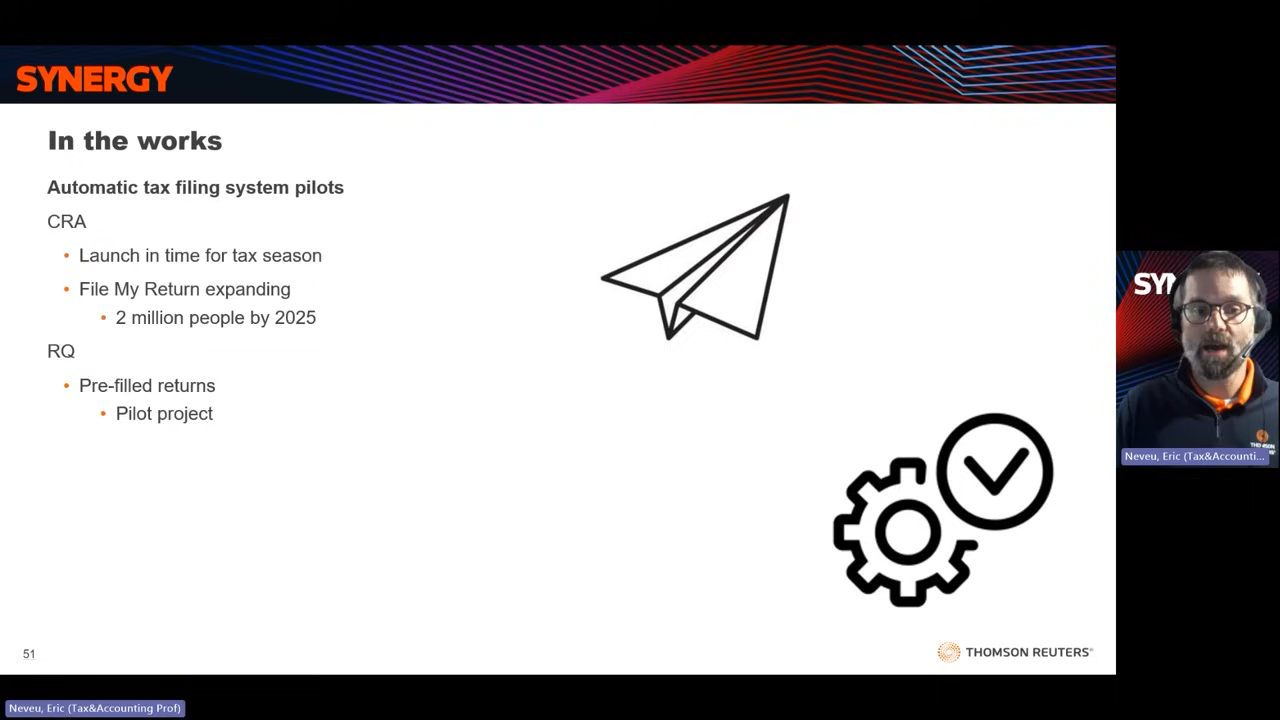 SYNERGY
In the works
Automatic tax filing system pilots
CRA
• Launch in time for tax season
• File My Return expanding
• 2 million people by 2025
RQ
• Pre-filled returns
• Pilot project
SYN
Neveu, Eric (Tax&Accounti...
51
THOMSON REUTERS®
Neveu, Eric (Tax&Accounting Prof)